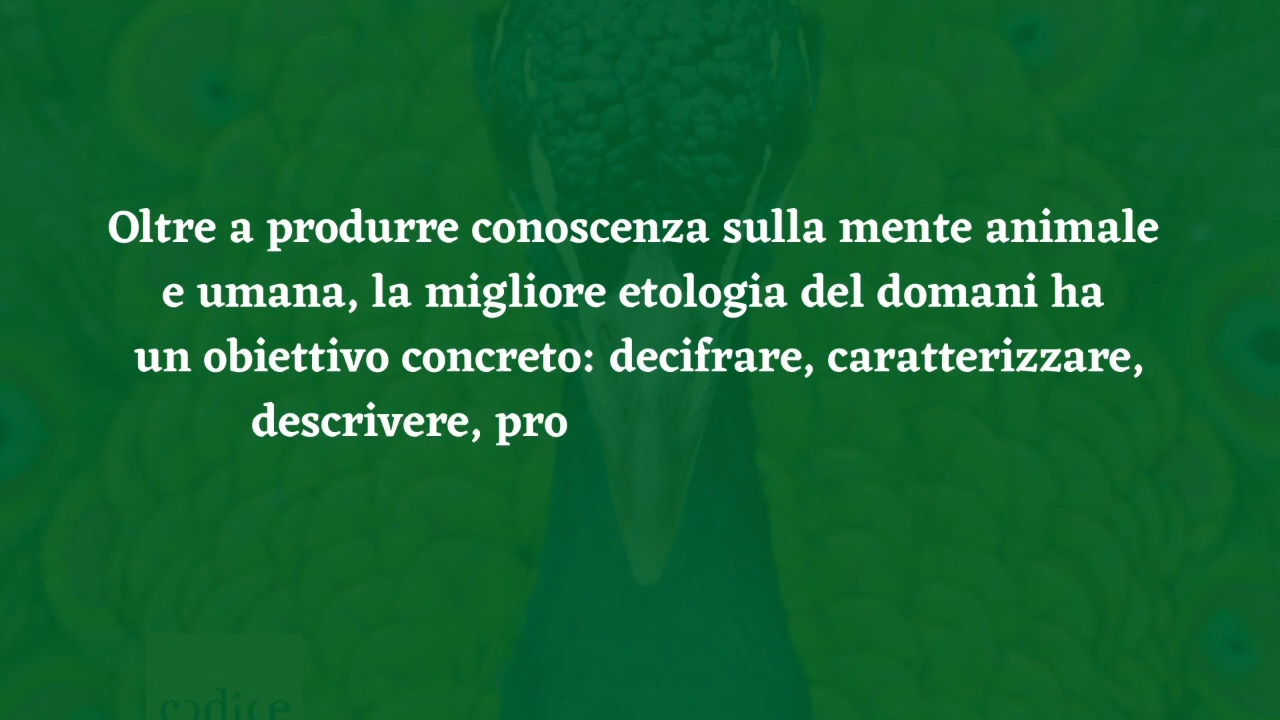 Oltre a produrre conoscenza sulla mente animale
e umana, la migliore etologia del domani ha
un obiettivo concreto: decifrare, caratterizzare,
descrivere, pro
codice